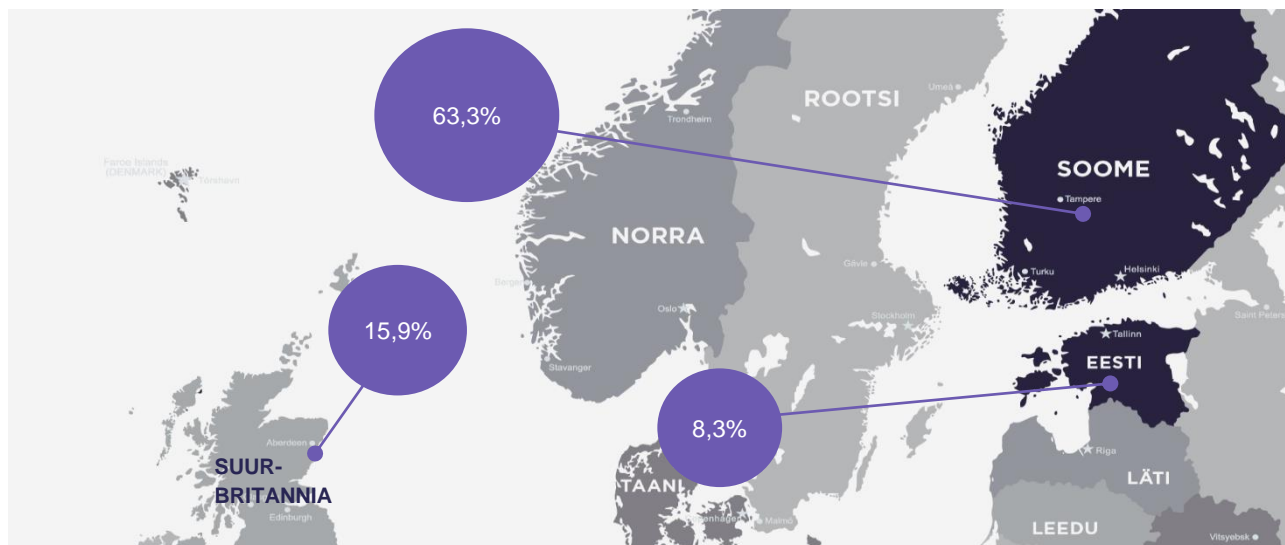 63,3%
ROOTSI
Umeå
Trondheim
SOOME
Faroe Islands
(DENMARK)
Tórshavn
Tampere
NORRA
Gävle
Turku
Helsinki
Bergen
Oslo
Stockholm
Saint Peters
15,9%
Tallinn
Stavanger
EESTI
8,3%
Aberdeen
Riga
SUUR-
BRITANNIA
TAANI
LÄTI
Edinburgh
enhagen
Malmö
LEEDU
Vitsyebsk